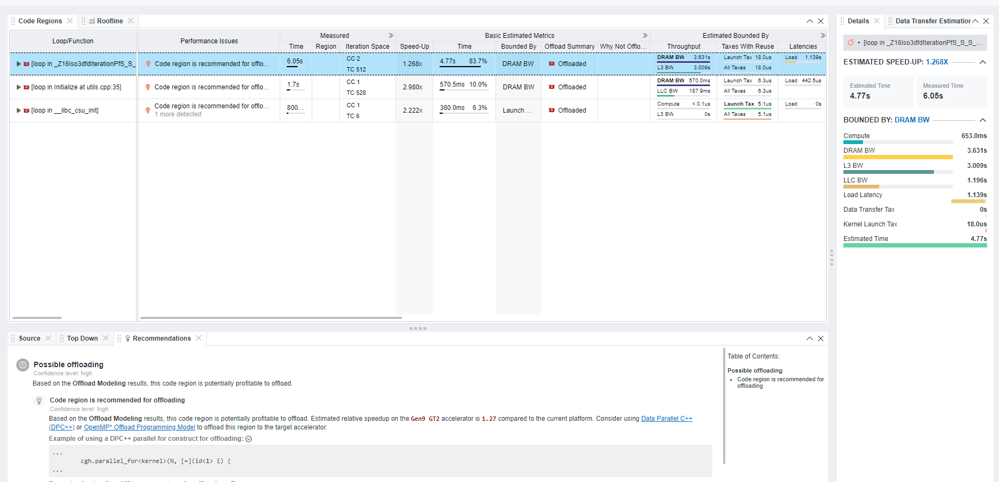 Code Regions
Roofline
Loop/Function
Performance Issues
Measured
Basic Estimated Metrics
Estimated Bounded By
Time
Region
Iteration Space
Speed-Up
Time
Bounded By
Offload Summary
Why Not Offlo...
Throughput
Taxes With Reuse
Latencies
[loop in _Z16Iso3dfdIterationPfS_S_
Code region is recommended for offlo...
6.05s
CC 2
TC 512
1.268x
4.77s 83.7%
DRAM BW
Offloaded
DRAM BW 3.631s
L3 BW 3.009s
Launch Tax 18.0us
All Taxes 18.0us
Load 1.139s
[loop in Initialize at utils.cpp:35]
Code region is recommended for offlo...
1.7s
CC 1
TC 528
2.980x
570.5ms 10.0%
DRAM BW
Offloaded
DRAM BW 570.0ms
LLC BW 187.9ms
Launch Tax 6.3us
All Taxes 6.3us
Load 442.5us
[loop in __libc_csu_init]
Code region is recommended for offlo...
1 more detected
800...
CC 1
TC 6
2.222x
360.0ms 6.3%
Launch ...
Offloaded
Compute < 0.1us
L3 BW 0s
Launch Tax 5.1us
All Taxes 5.1us
Load 0s
Details
Data Transfer Estimation
• [loop in _Z16Iso3dfdIterationPfS_S_S_...
ESTIMATED SPEED-UP: 1.268X
Estimated Time
4.77s
Measured Time
6.05s
BOUNDED BY: DRAM BW
Compute 653.0ms
DRAM BW 3.631s
L3 BW 3.009s
LLC BW 1.196s
Load Latency 1.139s
Data Transfer Tax 0s
Kernel Launch Tax 18.0us
Estimated Time 4.77s
Source
Top Down
Recommendations
Possible offloading
Confidence level: high
Based on the Offload Modeling results, this code region is potentially profitable to offload.
Code region is recommended for offloading
Confidence level: high
Based on the Offload Modeling results, this code region is potentially profitable to offload. Estimated relative speedup on the Gen9 GT2 accelerator is 1.27 compared to the current platform. Consider using Data Parallel C++
(DPC++) or OpenMP* Offload Programming Model to offload this region to the target accelerator.
Example of using a DPC++ parallel for construct for offloading:
...
cgh.parallel_for<kernel>(N, [=](id<1> i) {
...
Table of Contents:
Possible offloading
• Code region is recommended for
offloading